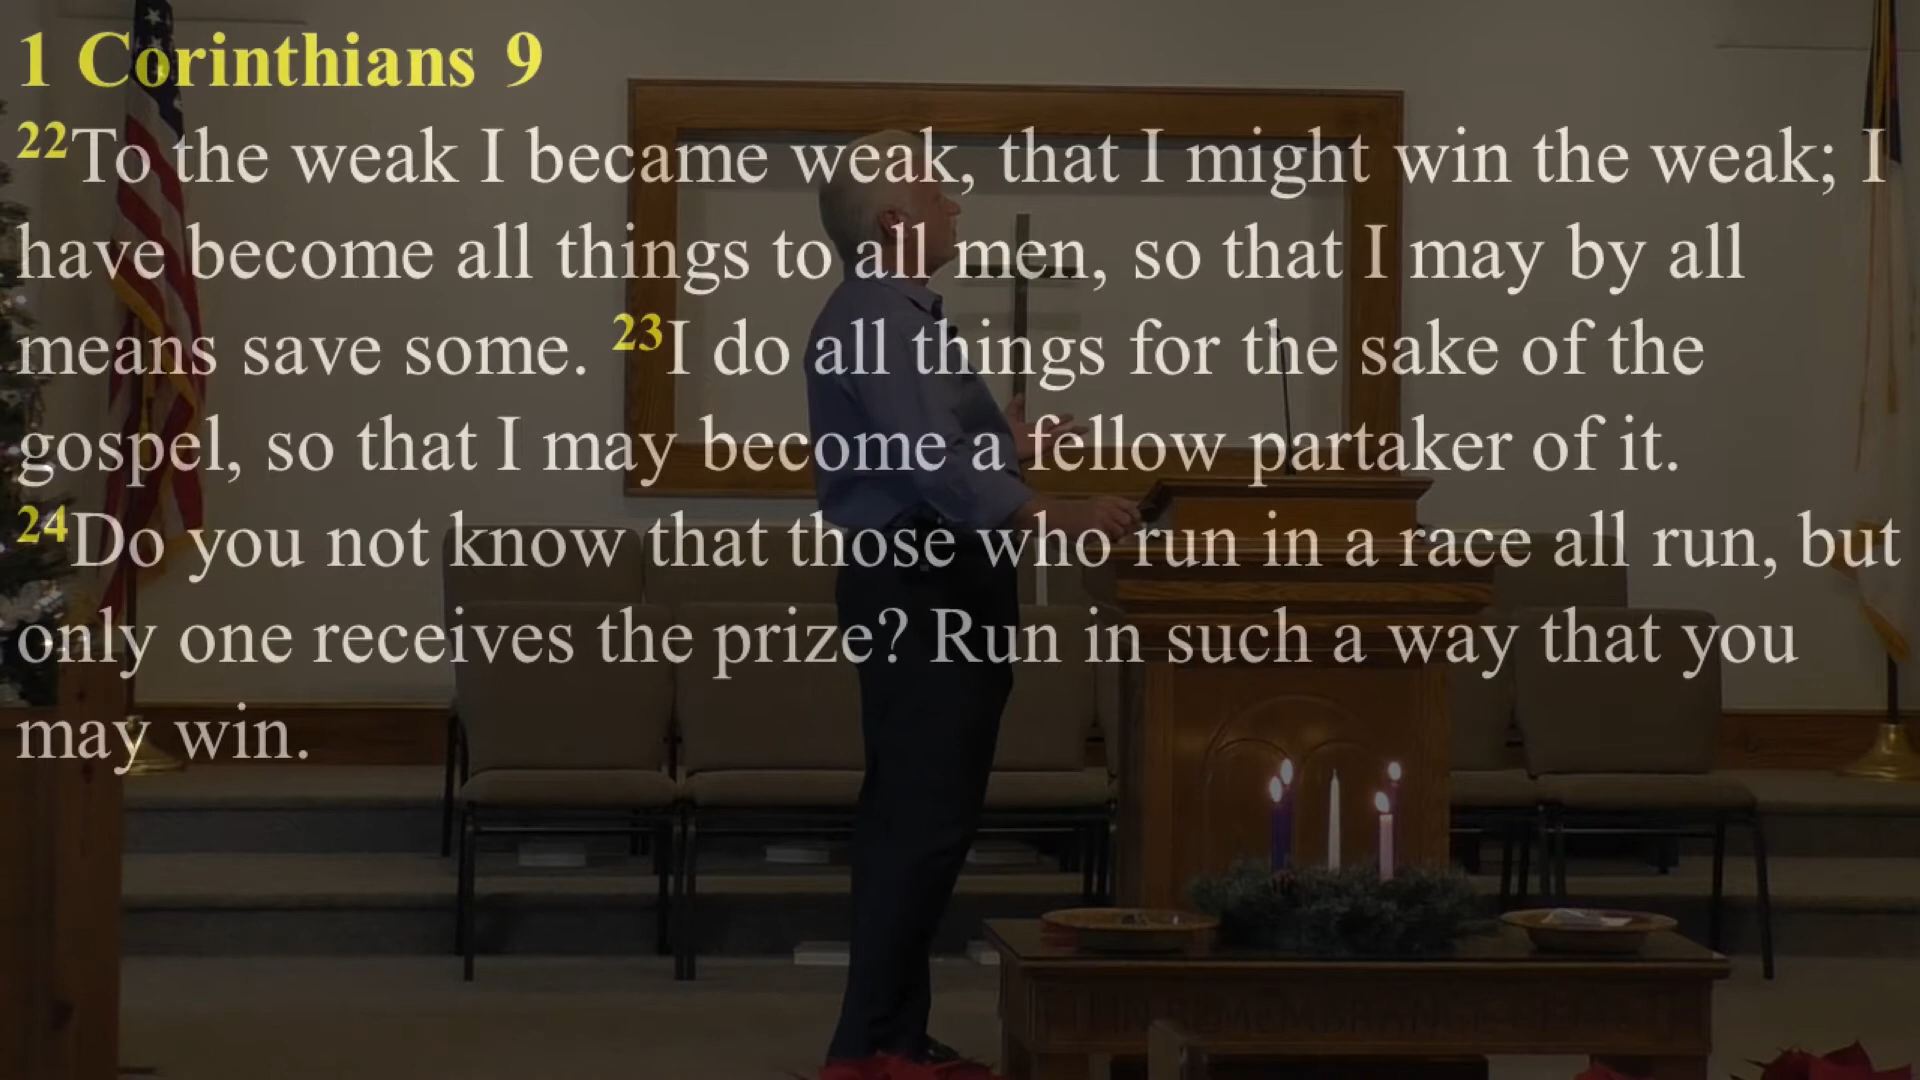 1 Corinthians 9
22To the weak I became weak, that I might win the weak; I
have become all things to all men, so that I may by all
means save some. 23I do all things for the sake of the
gospel, so that I may become a fellow partaker of it.
24Do you not know that those who run in a race all run, but
only one receives the prize? Run in such a way that you
may win.